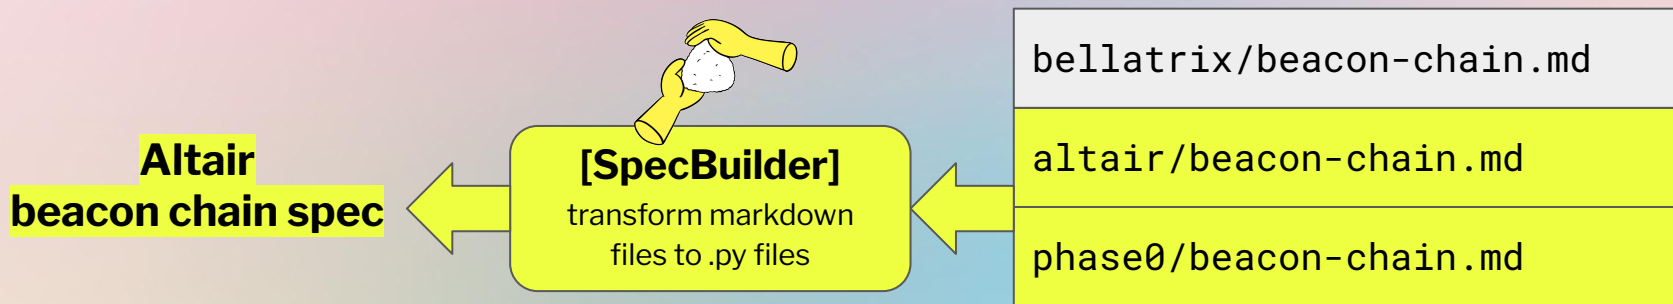 Altair
beacon chain spec
[SpecBuilder]
transform markdown
files to .py files
bellatrix/beacon-chain.md
altair/beacon-chain.md
phase0/beacon-chain.md